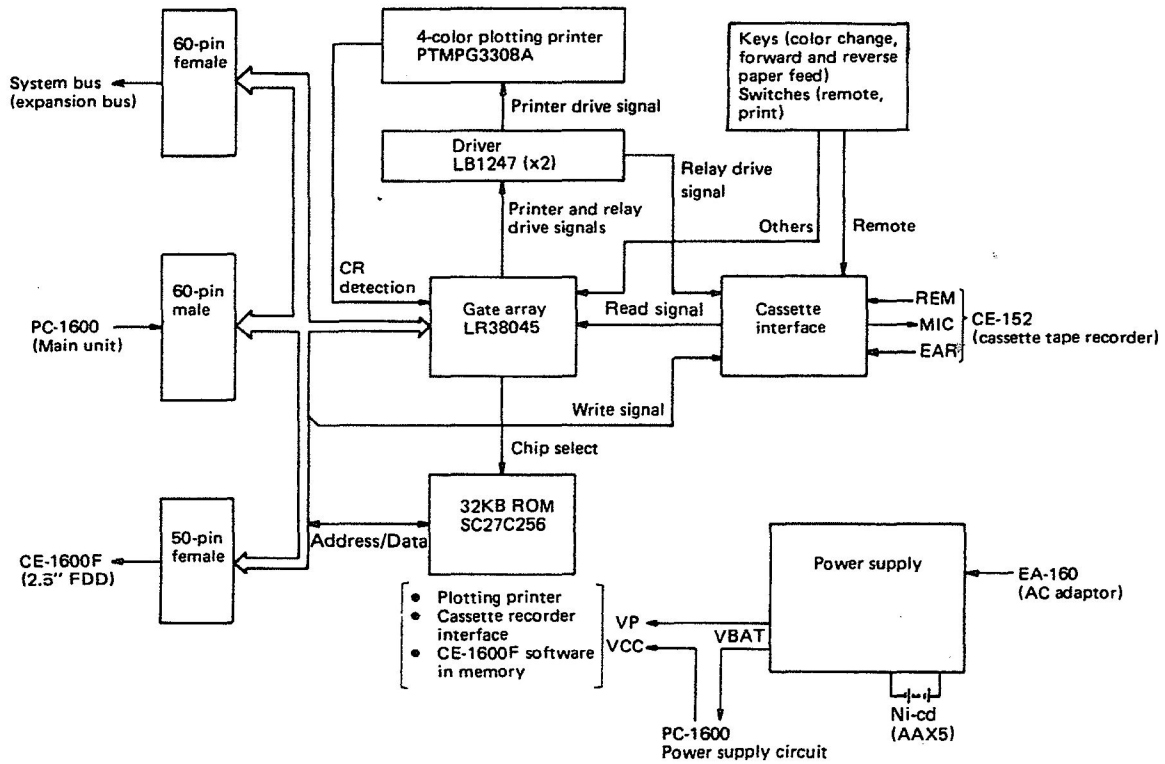 60-pin
female
System bus
(expansion bus)
4-color plotting printer
PTMPG3308A
Keys (color change,
forward and reverse
paper feed)
Switches (remote,
print)
Printer drive signal
Driver
LB1247 (x2)
Relay drive
signal
Printer and relay
drive signals
Others
Remote
CR
detection
60-pin
male
PC-1600
(Main unit)
Gate array
LR38045
Read signal
Cassette
interface
REM
MIC
EAR
CE-152
(cassette tape recorder)
Write signal
Chip select
32KB ROM
SC27C256
Address/Data
50-pin
female
CE-1600F
(2.5" FDD)
• Plotting printer
• Cassette recorder
interface
• CE-1600F software
in memory
Power supply
EA-160
(AC adaptor)
VP
VBAT
VCC
Ni-cd
(AAX5)
PC-1600
Power supply circuit